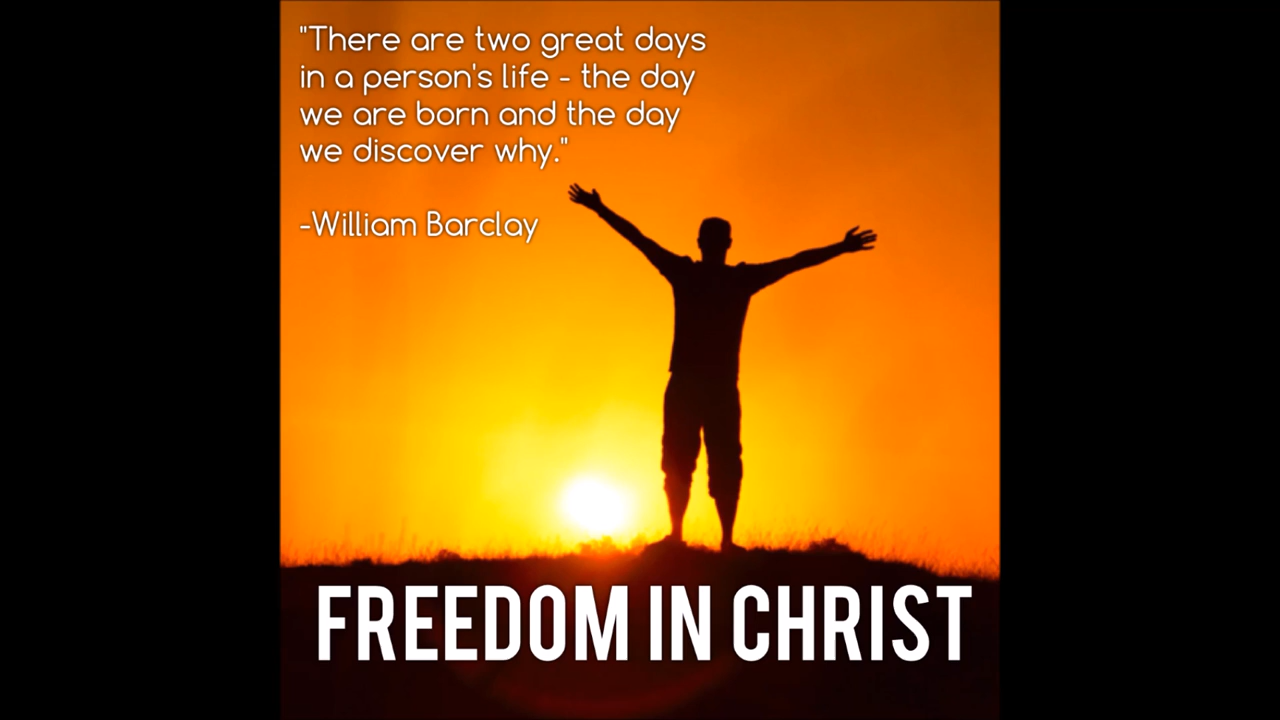 "There are two great days
in a person's life - the day
we are born and the day
we discover why."
-William Barclay
FREEDOM IN CHRIST